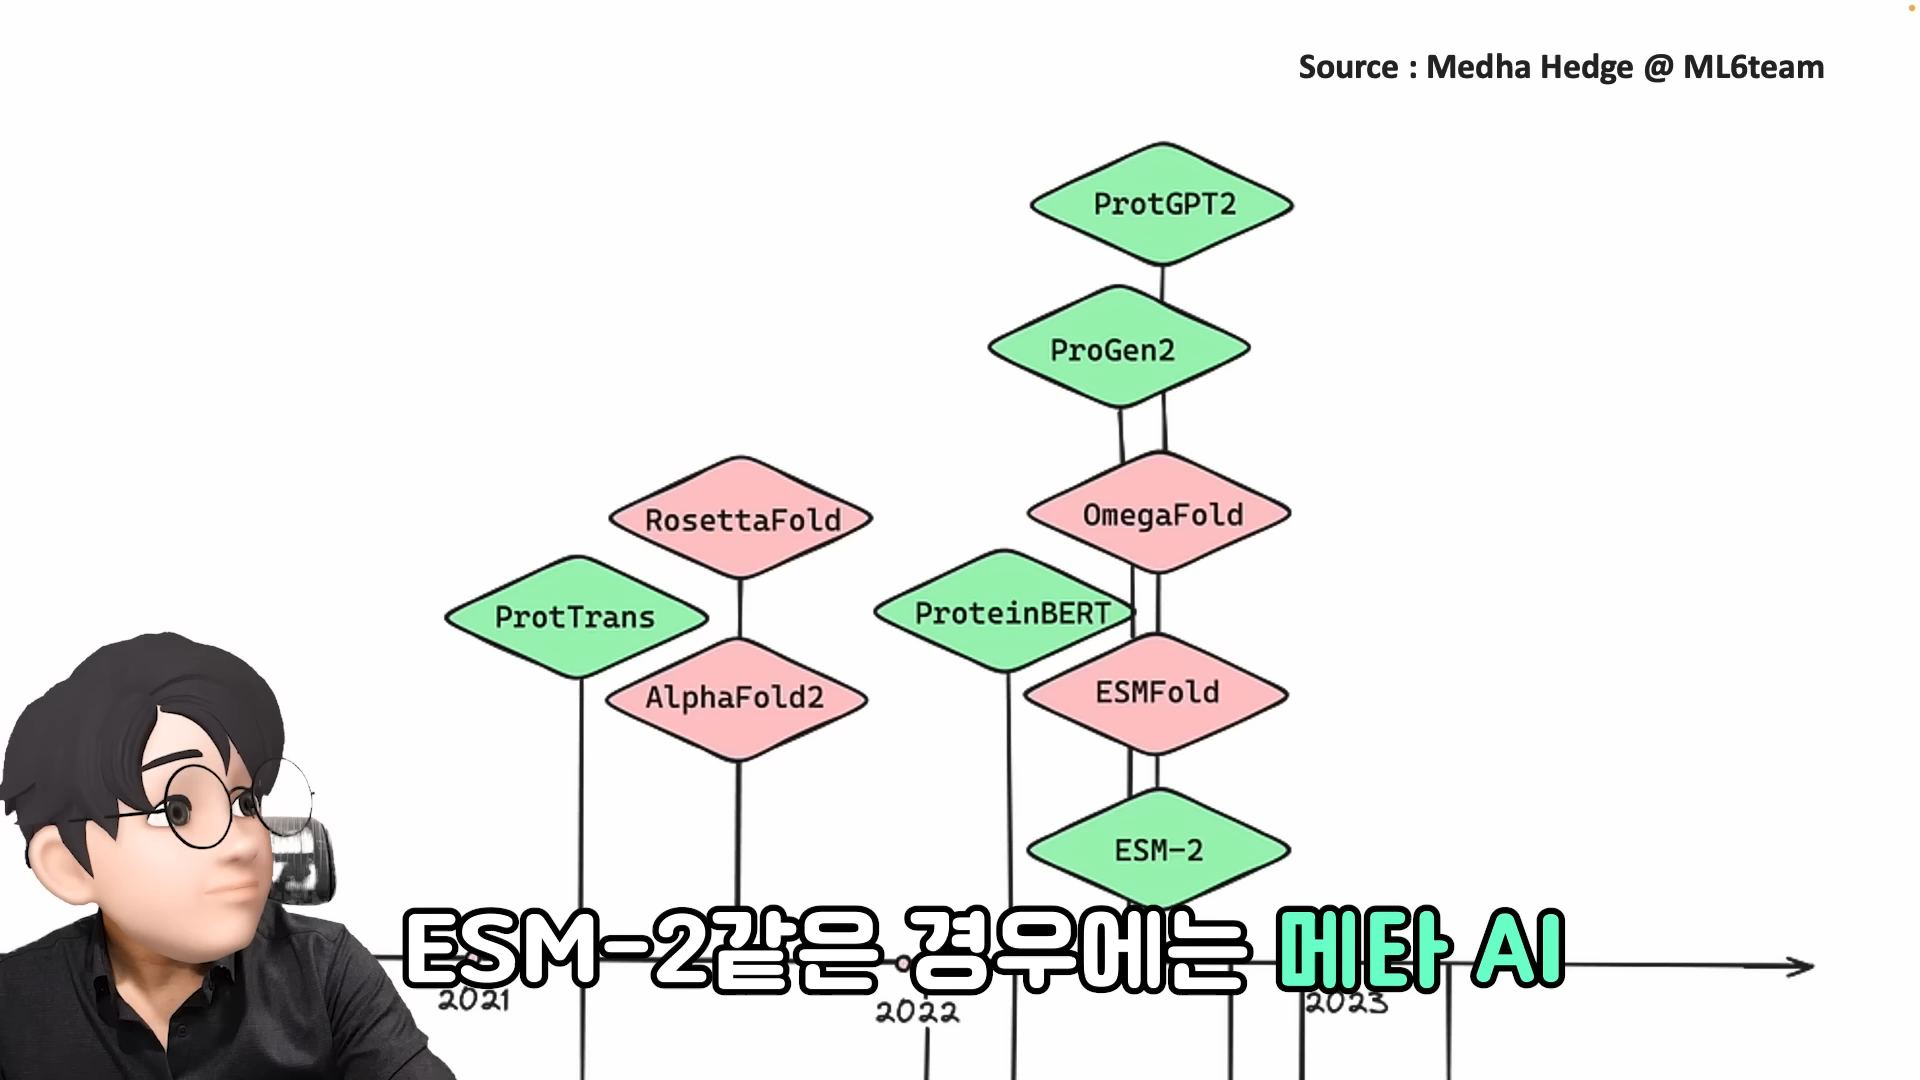 Source : Medha Hedge @ ML6team
ProtGPT2
ProGen2
RosettaFold
OmegaFold
ProtTrans
ProteinBERT
AlphaFold2
ESMFold
ESM-2
ESM-2같은 경우에는 메타 AI
2021
2022
2023